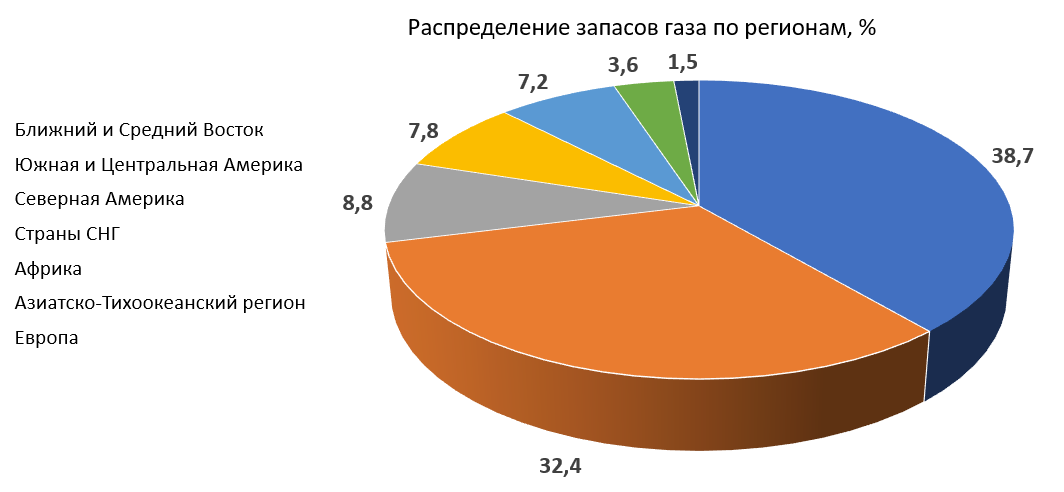 Распределение запасов газа по регионам, %
Ближний и Средний Восток
Южная и Центральная Америка
Северная Америка
Страны СНГ
Африка
Азиатско-Тихоокеанский регион
Европа
38,7
32,4
8,8
7,8
7,2
3,6
1,5